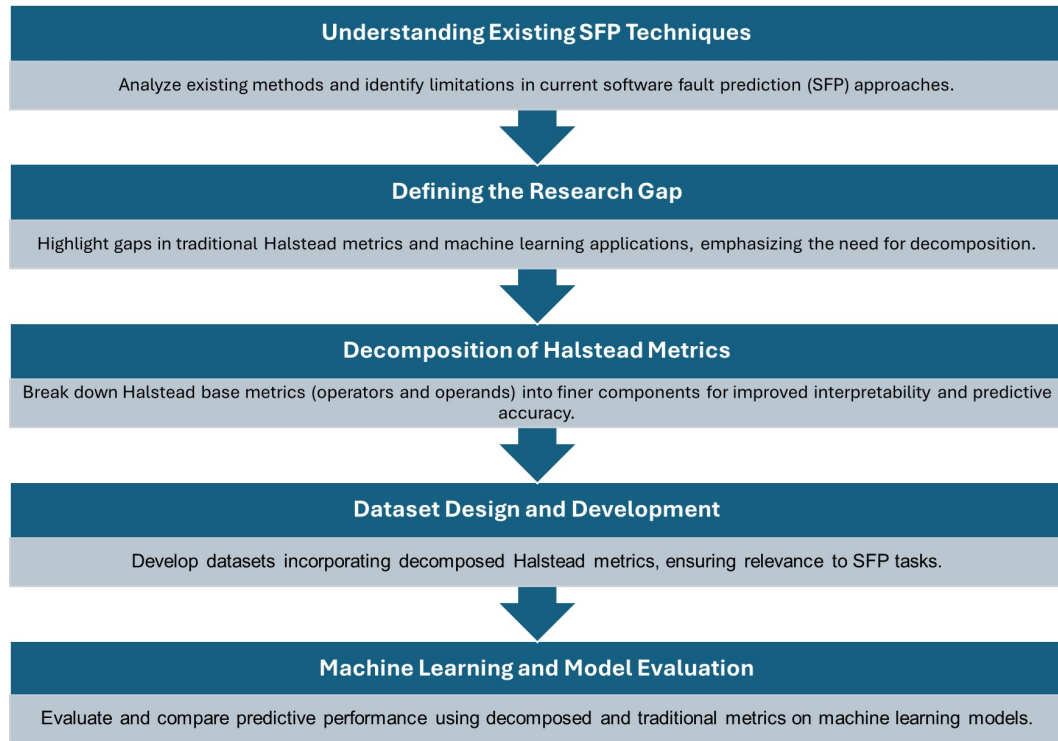 Understanding Existing SFP Techniques
Analyze existing methods and identify limitations in current software fault prediction (SFP) approaches.
Defining the Research Gap
Highlight gaps in traditional Halstead metrics and machine learning applications, emphasizing the need for decomposition.
Decomposition of Halstead Metrics
Break down Halstead base metrics (operators and operands) into finer components for improved interpretability and predictive
accuracy.
Dataset Design and Development
Develop datasets incorporating decomposed Halstead metrics, ensuring relevance to SFP tasks.
Machine Learning and Model Evaluation
Evaluate and compare predictive performance using decomposed and traditional metrics on machine learning models.